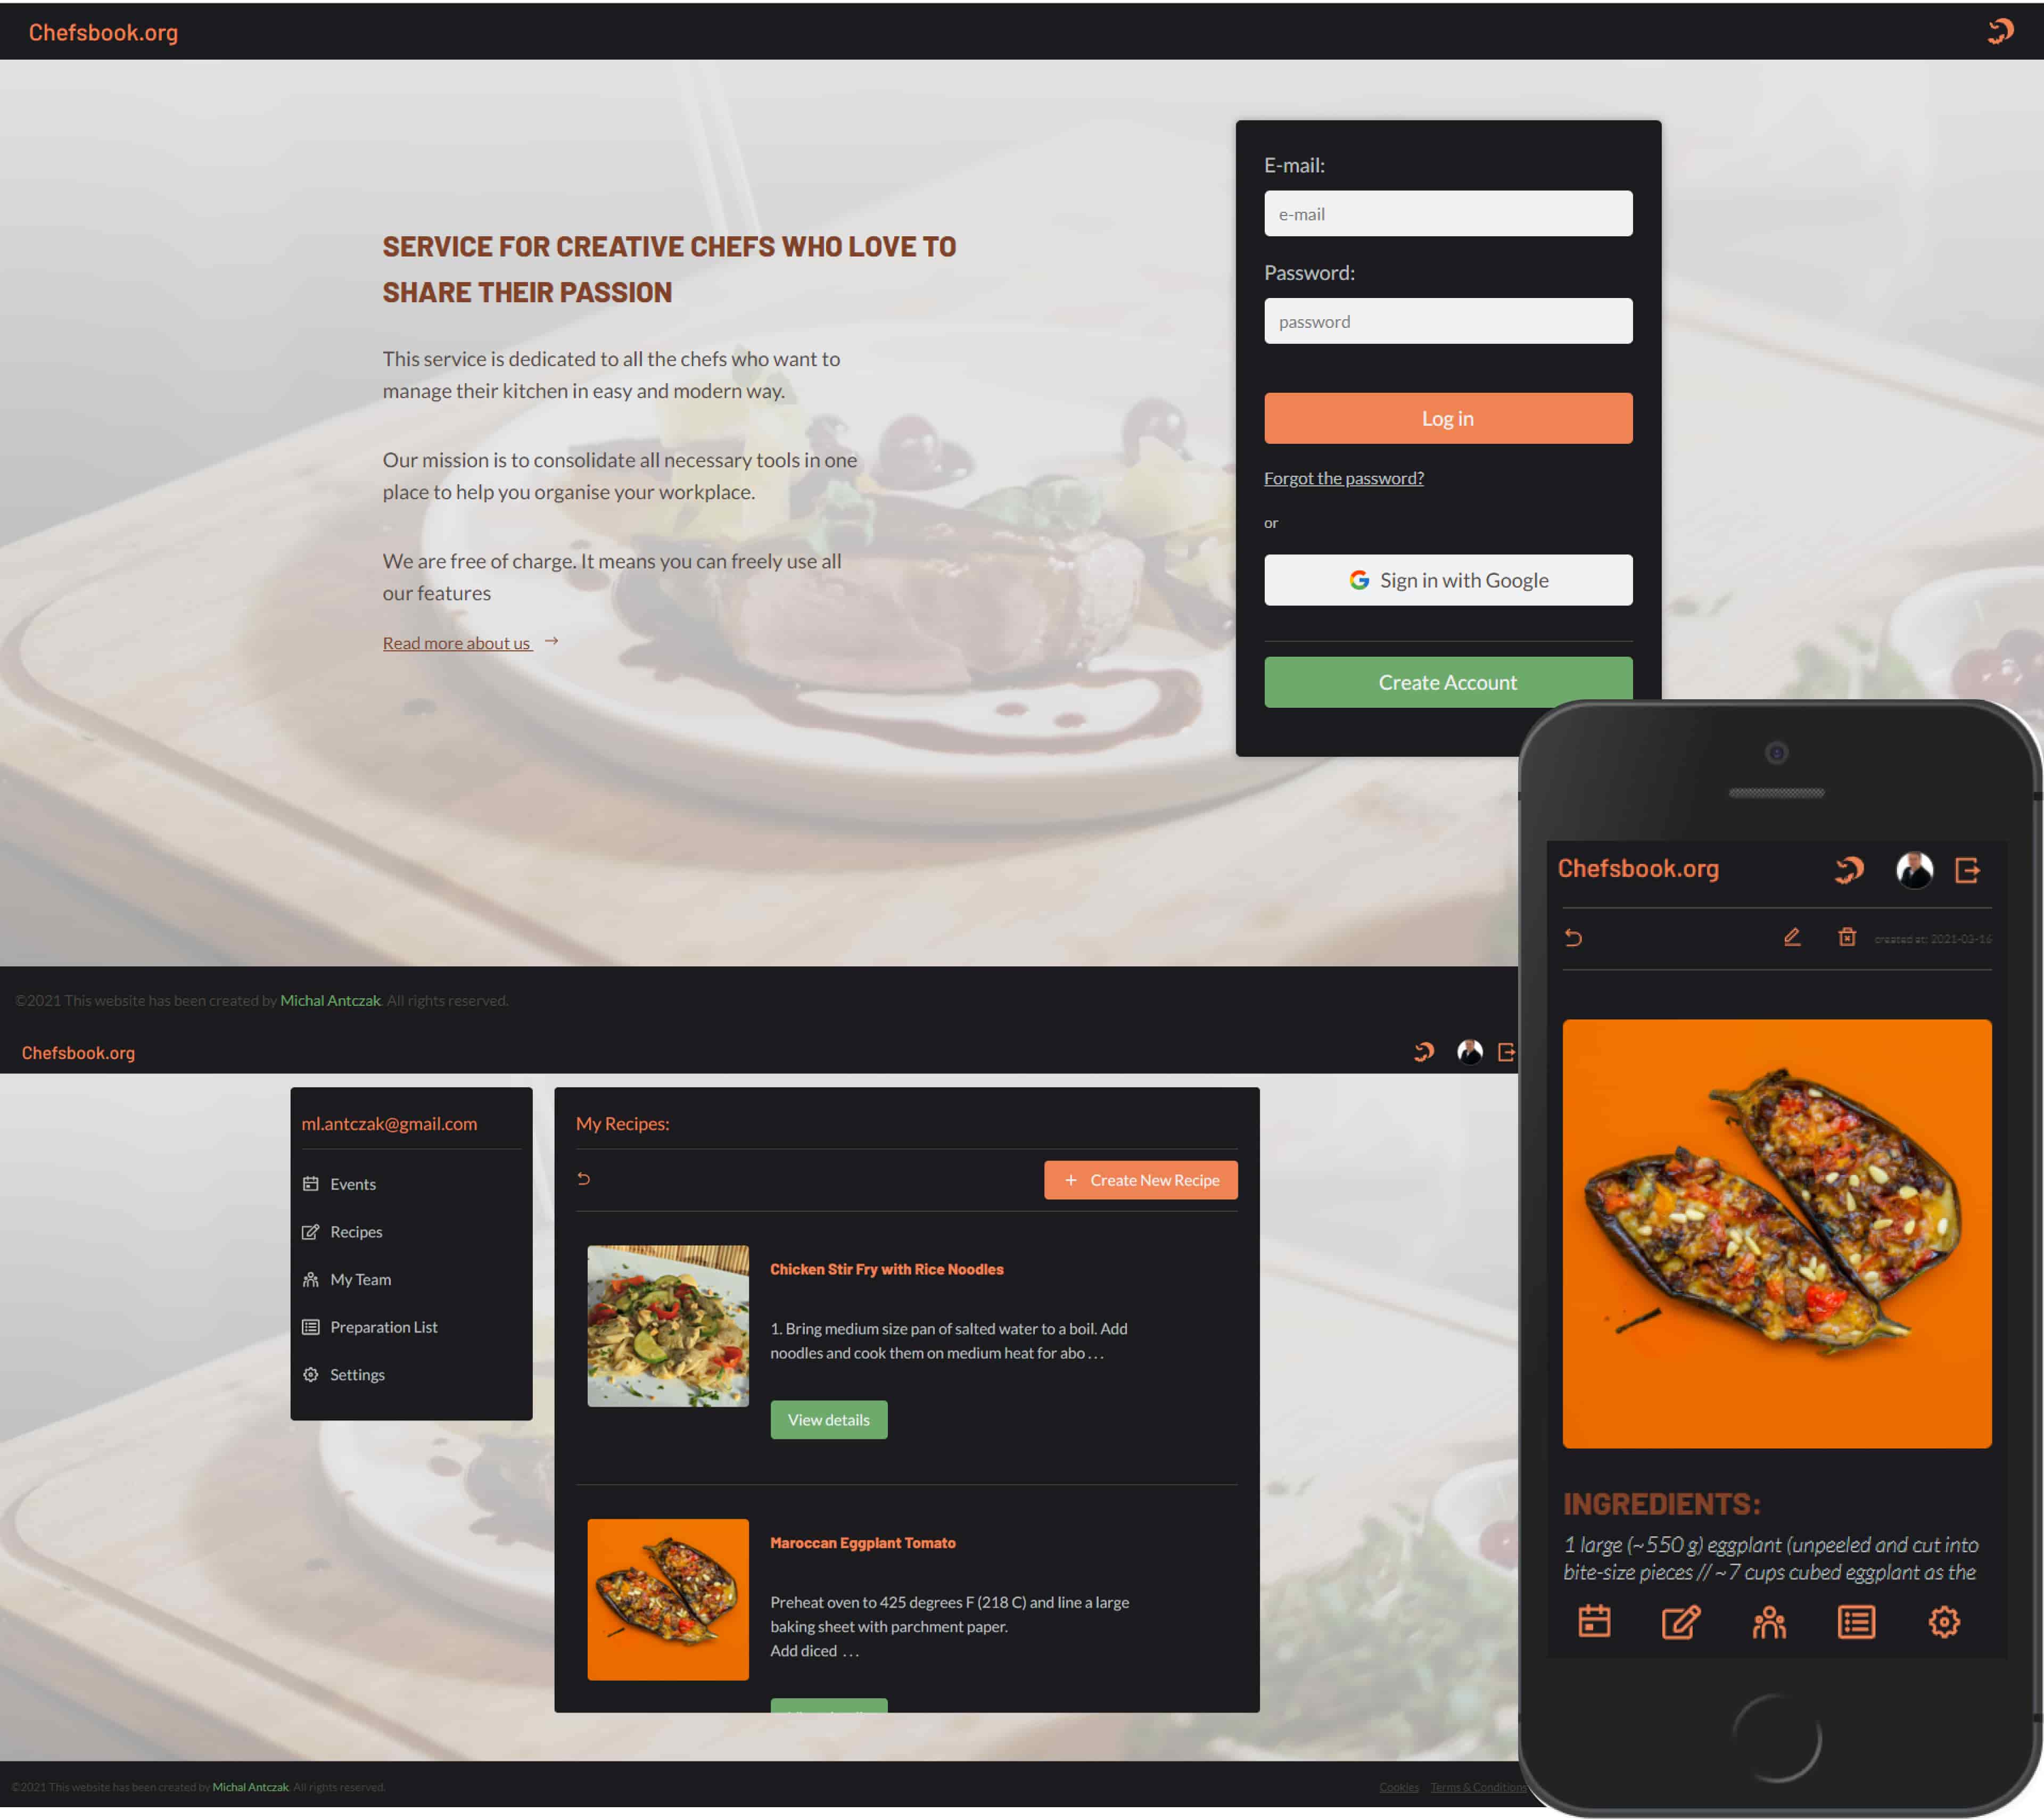 Chefsbook.org
SERVICE FOR CREATIVE CHEFS WHO LOVE TO
SHARE THEIR PASSION
This service is dedicated to all the chefs who want to
manage their kitchen in easy and modern way.
Our mission is to consolidate all necessary tools in one
place to help you organise your workplace.
We are free of charge. It means you can freely use all
our features
Read more about us →
E-mail:
e-mail
Password:
password
Log in
Forgot the password?
or
Sign in with Google
Create Account
©2021 This website has been created by Michal Antczak. All rights reserved.
Chefsbook.org
ml.antczak@gmail.com
Events
Recipes
My Team
Preparation List
Settings
My Recipes:
+ Create New Recipe
Chicken Stir Fry with Rice Noodles
1. Bring medium size pan of salted water to a boil. Add
noodles and cook them on medium heat for abo . . .
View details
Maroccan Eggplant Tomato
Preheat oven to 425 degrees F (218 C) and line a large
baking sheet with parchment paper.
Add diced . . .
©2021 This website has been created by Michal Antczak. All rights reserved.
Cookies Terms & Conditions
Chefsbook.org
created at: 2021-03-16
INGREDIENTS:
1 large (~550 g) eggplant (unpeeled and cut into
bite-size pieces // ~7 cups cubed eggplant as the